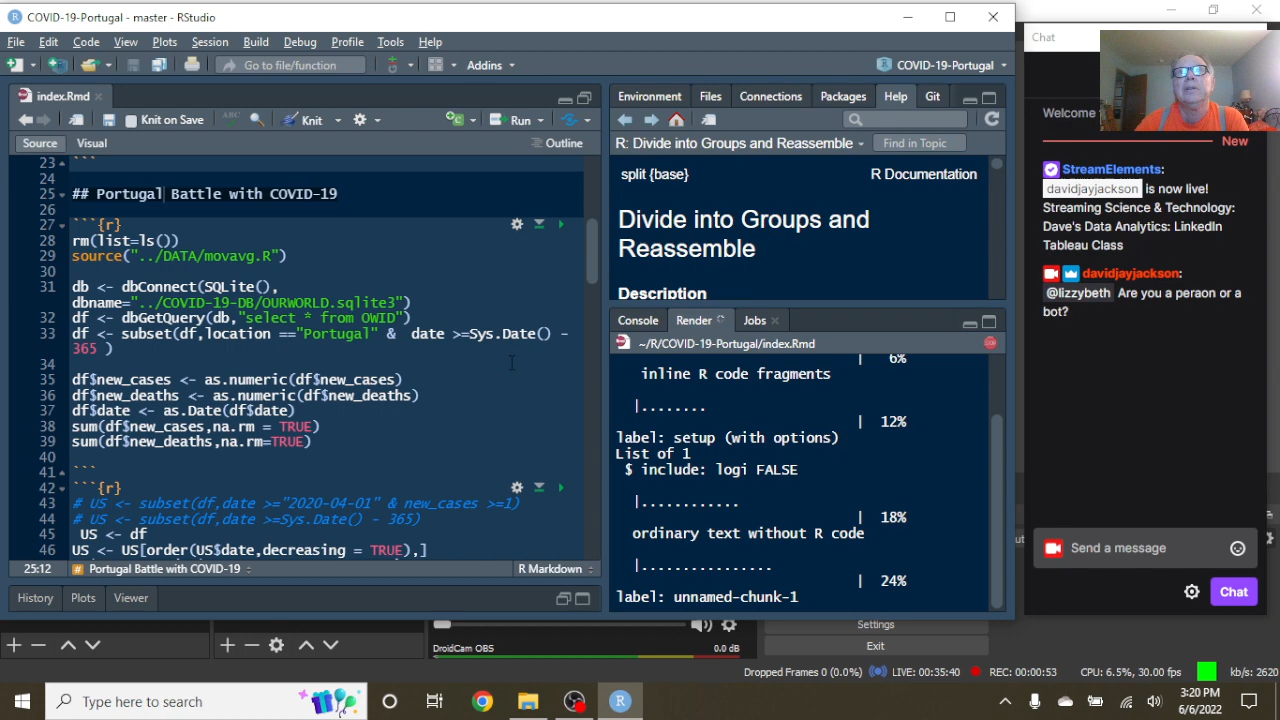 COVID-19-Portugal - master - RStudio
File Edit Code View Plots Session Build Debug Profile Tools Help
Go to file/function
Addins
COVID-19-Portugal
index.Rmd
Knit on Save
ABC
Knit
Run
Source Visual
Outline
23 ```
24
25 ## Portugal Battle with COVID-19
26
27 ```{r}
28 rm(list=ls())
29 source("../DATA/movavg.R")
30
31 db <- dbConnect(SQLite(),
dbname="../COVID-19-DB/OURWORLD.sqlite3")
32 df <- dbGetQuery(db,"select * from OWID")
33 df <- subset(df,location =="Portugal" & date >=Sys.Date() -
365 )
34
35 df$new_cases <- as.numeric(df$new_cases)
36 df$new_deaths <- as.numeric(df$new_deaths)
37 df$date <- as.Date(df$date)
38 sum(df$new_cases,na.rm = TRUE)
39 sum(df$new_deaths,na.rm=TRUE)
40
41 ```
42 ```{r}
43 # US <- subset(df,date >="2020-04-01" & new_cases >=1)
44 # US <- subset(df,date >=Sys.Date() - 365)
45 US <- df
46 US <- US[order(US$date,decreasing = TRUE),]
25:12
Portugal Battle with COVID-19
R Markdown
History Plots Viewer
Environment Files Connections Packages Help Git
R: Divide into Groups and Reassemble
Find in Topic
split {base}
R Documentation
Divide into Groups and
Reassemble
Description
Console Render Jobs
~/R/COVID-19-Portugal/index.Rmd
STOP
| 6%
inline R code fragments
|........
| 12%
label: setup (with options)
List of 1
$ include: logi FALSE
|............
| 18%
ordinary text without R code
|................
| 24%
label: unnamed-chunk-1
Chat
Welcome
New
StreamElements:
davidjayjackson is now live!
Streaming Science & Technology:
Dave's Data Analytics: LinkedIn
Tableau Class
davidjayjackson:
@lizzybeth Are you a peraon or a
bot?
Send a message
Chat
DroidCam OBS
0.0 dB
Settings
Exit
Dropped Frames 0 (0.0%)
LIVE: 00:35:40
REC: 00:00:53
CPU: 6.5%, 30.00 fps
kb/s: 2620
Type here to search
3:20 PM
6/6/2022